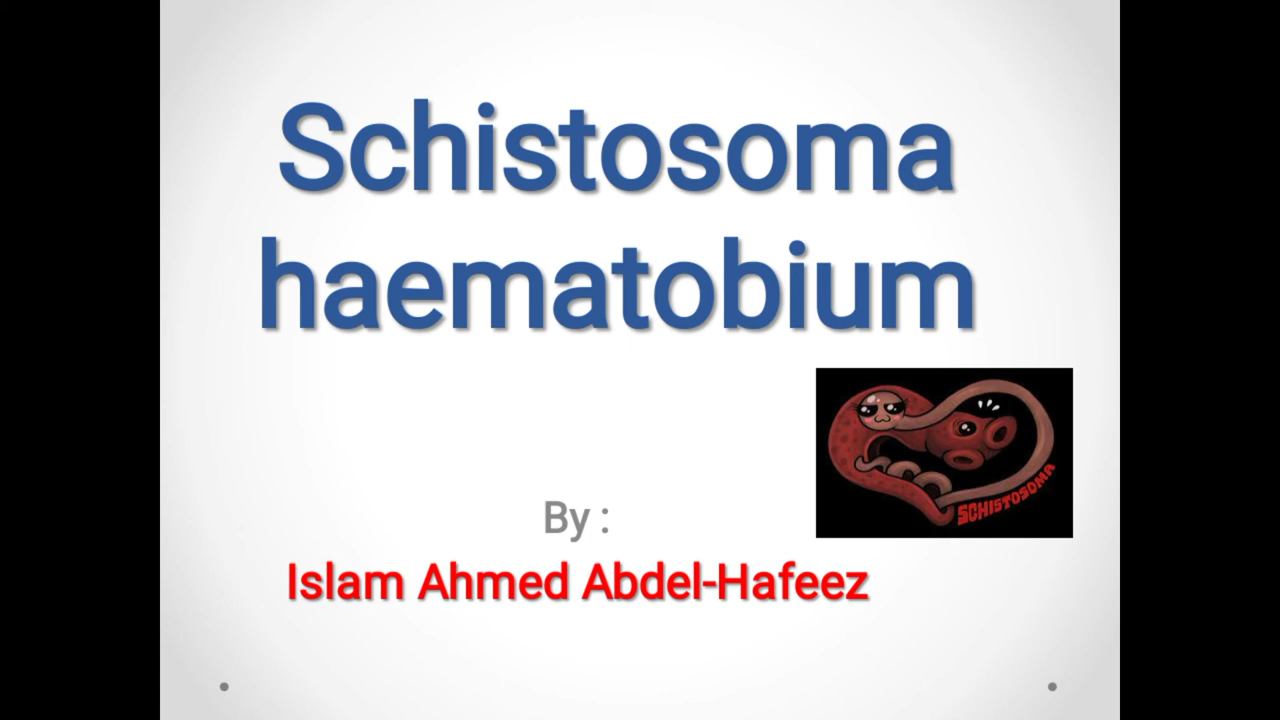 Schistosoma
haematobium
SCHISTOSOMA
By :
Islam Ahmed Abdel-Hafeez